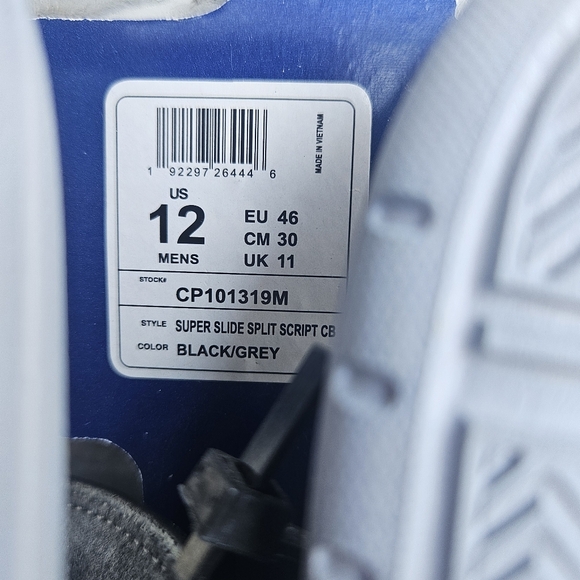 1 92297 26444 6
MADE IN VIETNAM
US
12
MENS
EU 46
CM 30
UK 11
STOCK# CP101319M
STYLE SUPER SLIDE SPLIT SCRIPT CB
COLOR BLACK/GREY